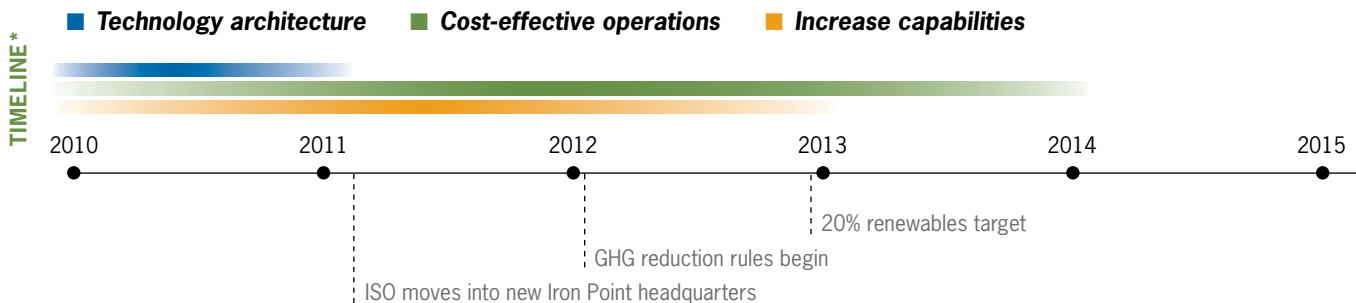 Technology architecture Cost-effective operations Increase capabilities
TIMELINE *
2010 2011 2012 2013 2014 2015
20% renewables target
GHG reduction rules begin
ISO moves into new Iron Point headquarters